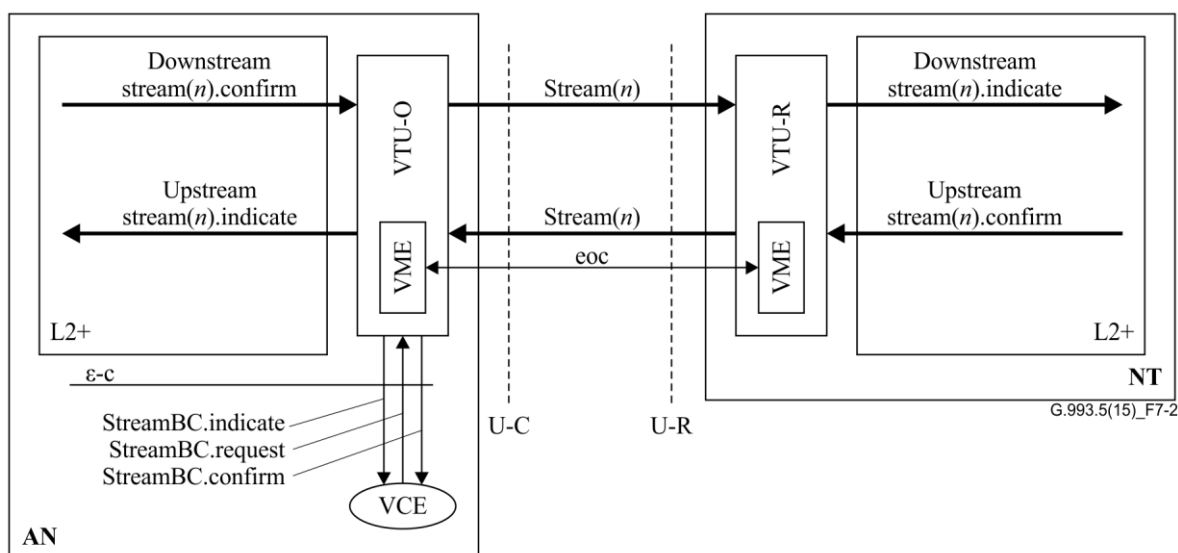 Downstream
stream(n).confirm
VTU-O
Stream(n)
VTU-R
Downstream
stream(n).indicate
Upstream
stream(n).indicate
Stream(n)
Upstream
stream(n).confirm
VME
eoc
VME
L2+
L2+
ε-c
NT
G.993.5(15)_F7-2
StreamBC.indicate
U-C
U-R
StreamBC.request
StreamBC.confirm
VCE
AN